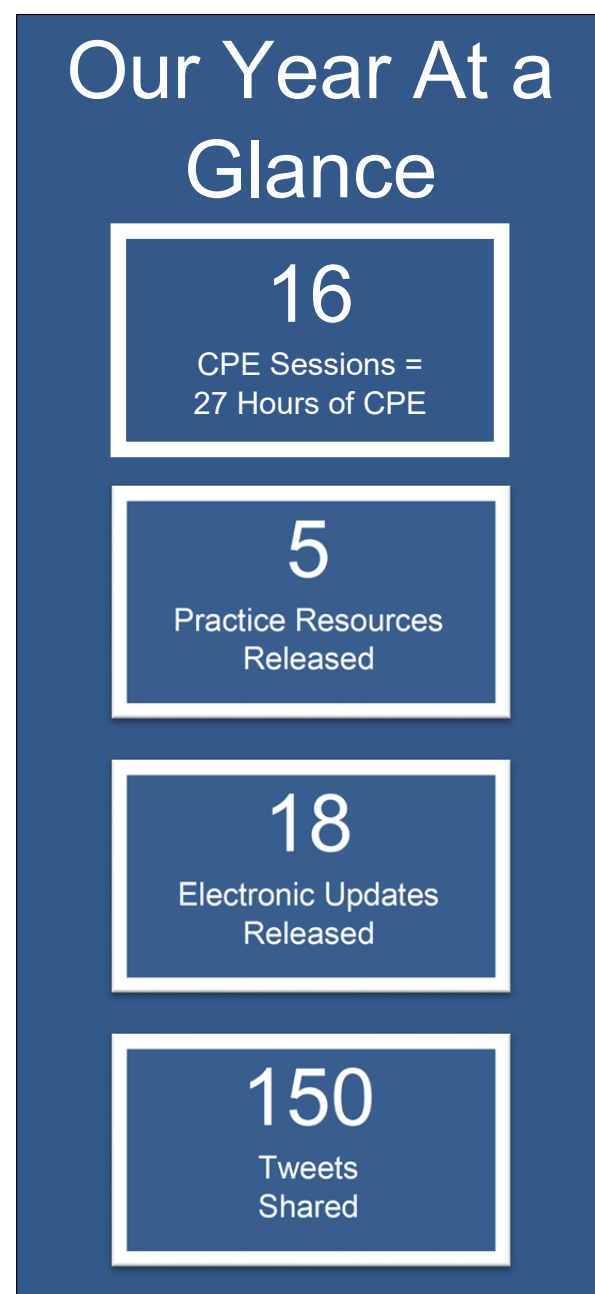 Our Year At a
Glance
16
CPE Sessions =
27 Hours of CPE
5
Practice Resources
Released
18
Electronic Updates
Released
150
Tweets
Shared